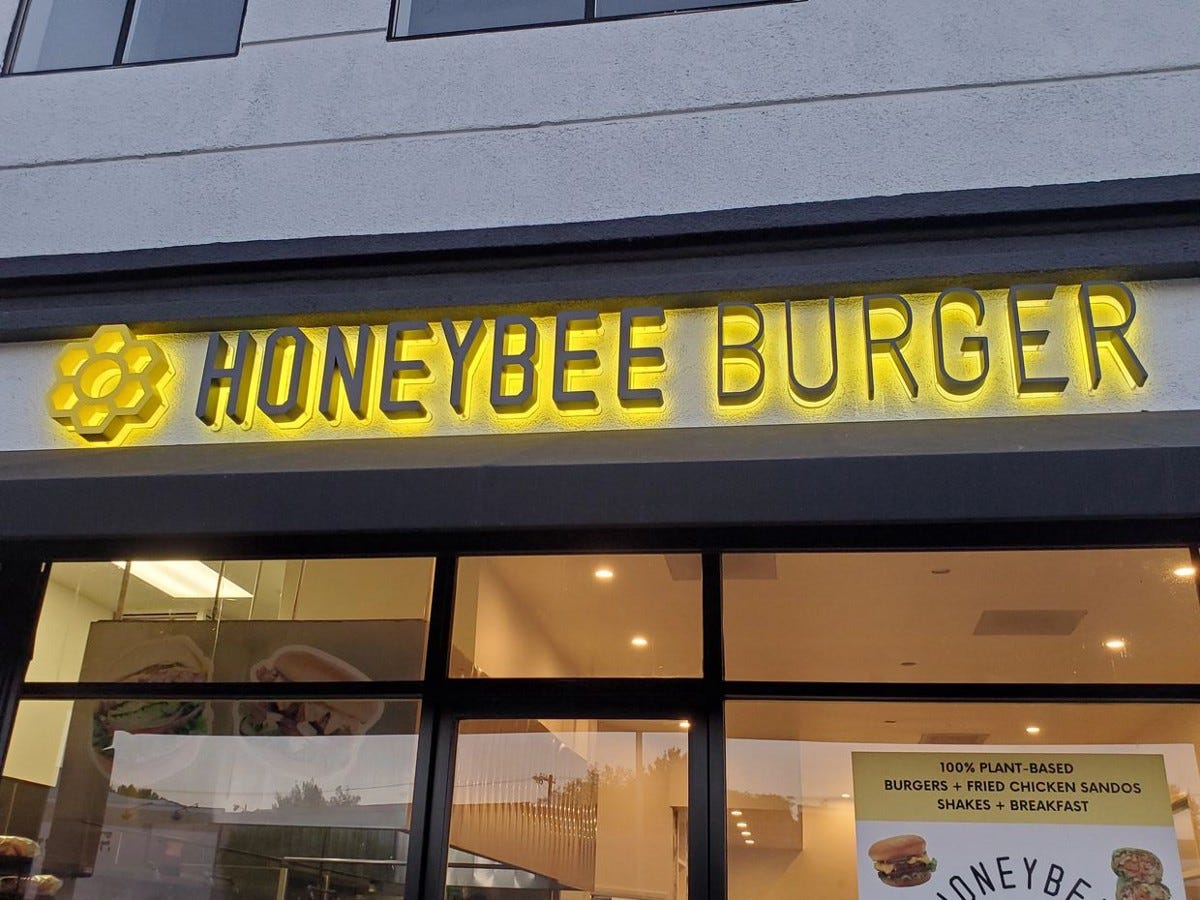 HONEYBEE BURGER
100% PLANT-BASED
BURGERS + FRIED CHICKEN SANDOS
SHAKES + BREAKFAST